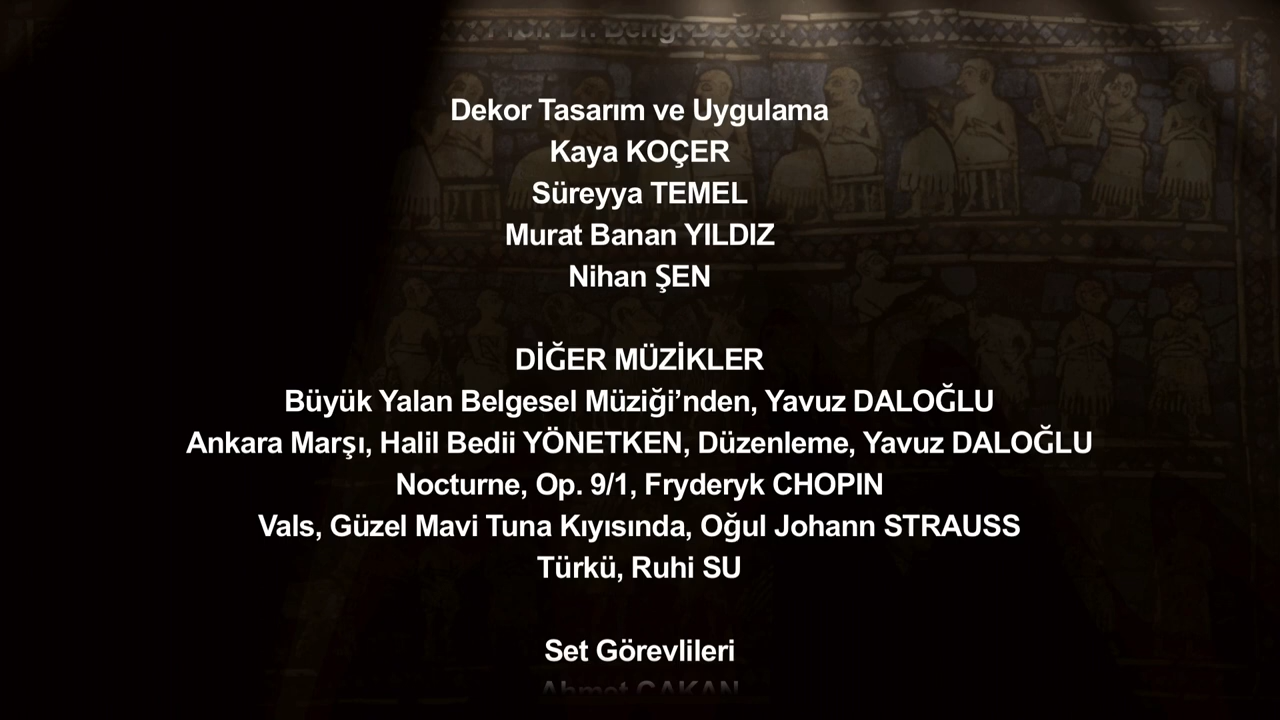 Dekor Tasarım ve Uygulama
Kaya KOÇER
Süreyya TEMEL
Murat Banan YILDIZ
Nihan ŞEN
DİĞER MÜZİKLER
Büyük Yalan Belgesel Müziği’nden, Yavuz DALOĞLU
Ankara Marşı, Halil Bedii YÖNETKEN, Düzenleme, Yavuz DALOĞLU
Nocturne, Op. 9/1, Fryderyk CHOPIN
Vals, Güzel Mavi Tuna Kıyısında, Oğul Johann STRAUSS
Türkü, Ruhi SU
Set Görevlileri